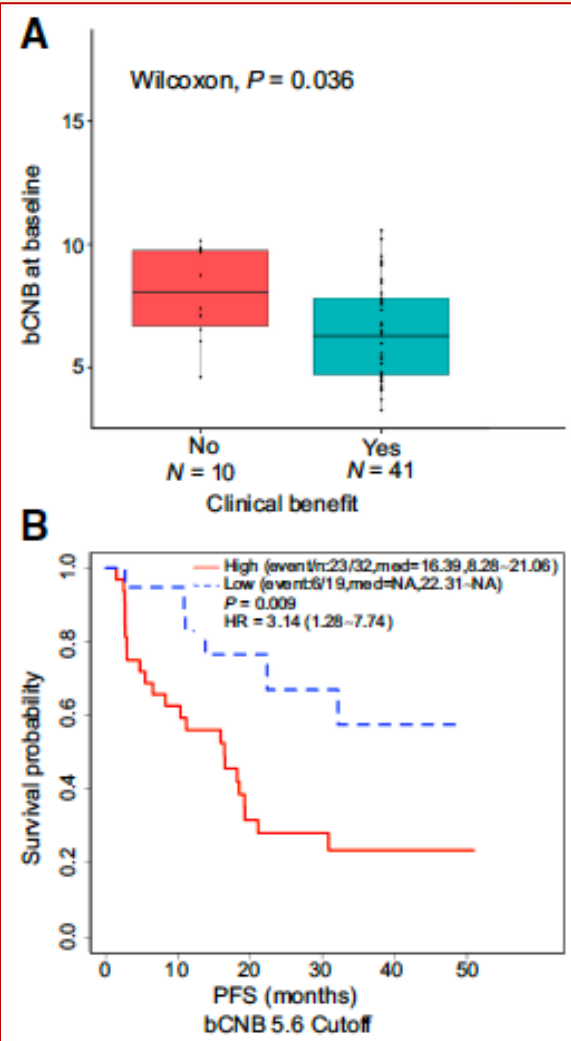 A
Wilcoxon, P = 0.036
15
10
5
bCNB at baseline
No
Yes
N = 10
N = 41
Clinical benefit
B
High (event/n:23/32,med=16.39,8.28~21.06)
Low (event:6/19,med=NA,22.31~NA)
P = 0.009
HR = 3.14 (1.28~7.74)
1.0
0.8
0.6
0.4
0.2
0.0
Survival probability
0 10 20 30 40 50
PFS (months)
bCNB 5.6 Cutoff